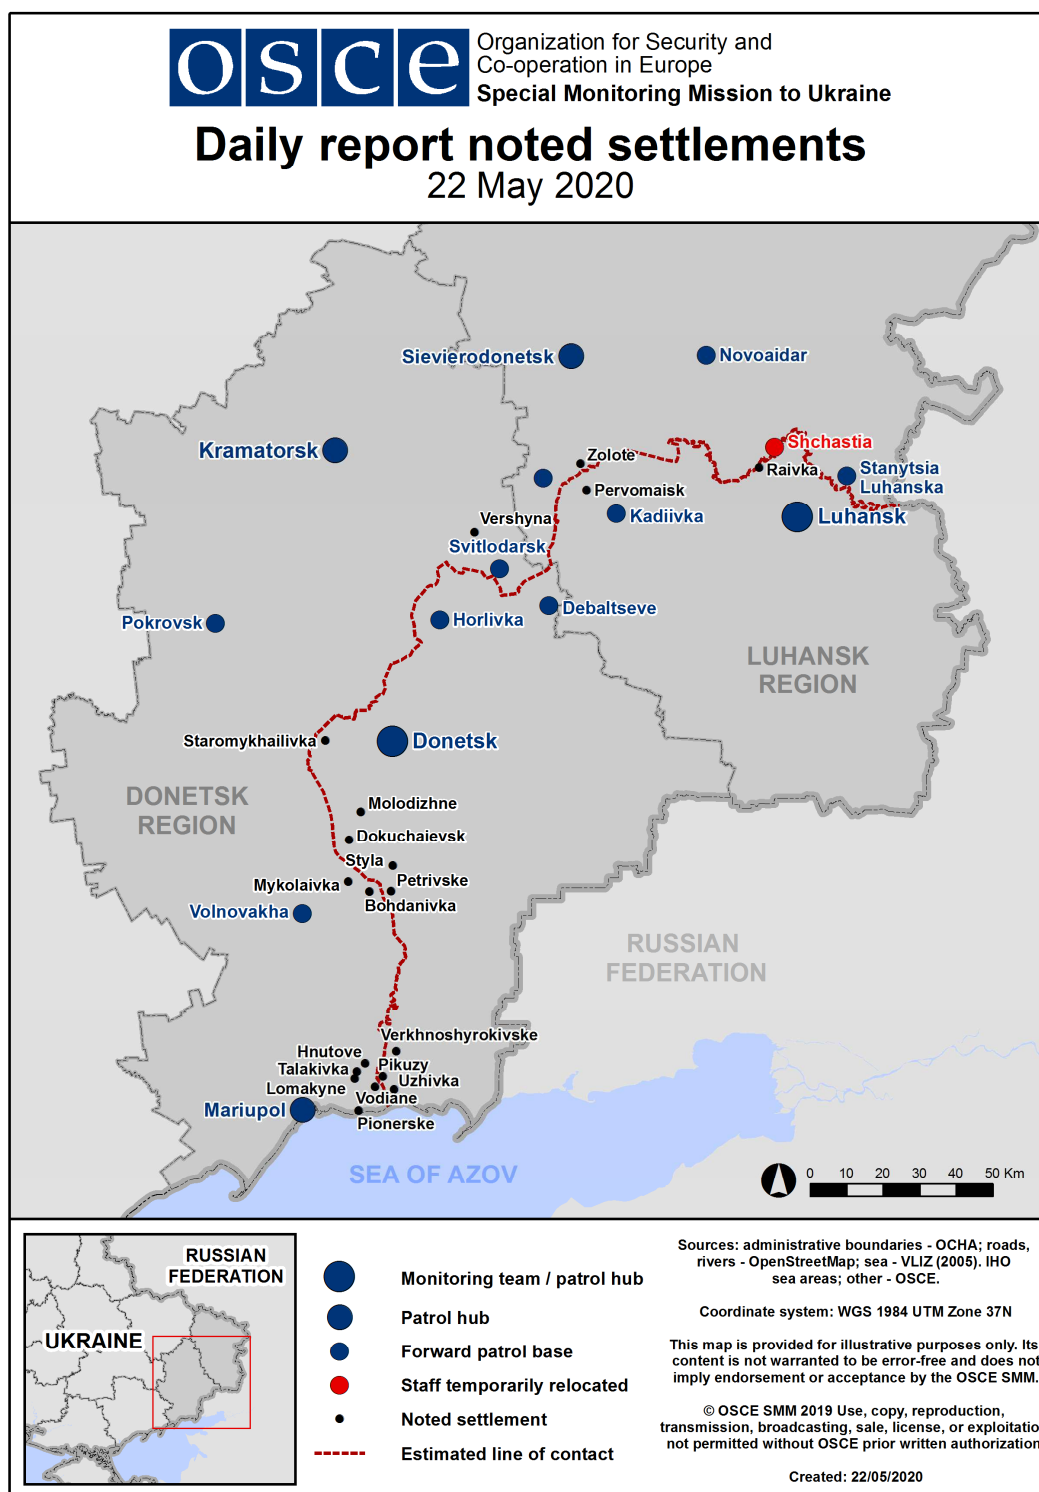 osce
Organization for Security and
Co-operation in Europe
Special Monitoring Mission to Ukraine
Daily report noted settlements
22 May 2020
Sievierodonetsk
Novoaidar
Kramatorsk
Shchastia
Zolote
Raivka
Stanytsia
Luhanska
Pervomaisk
Kadiivka
Luhansk
Vershyna
Svitlodarsk
Debaltseve
Horlivka
Pokrovsk
LUHANSK
REGION
Staromykhailivka
Donetsk
DONETSK
REGION
Molodizhne
Dokuchaievsk
Styla
Petrivske
Mykolaivka
Bohdanivka
Volnovakha
RUSSIAN
FEDERATION
Verkhnoshyrokivske
Hnutove
Pikuzy
Talakivka
Uzhivka
Lomakyne
Vodiane
Mariupol
Pionerske
SEA OF AZOV
0 10 20 30 40 50 Km
RUSSIAN
FEDERATION
UKRAINE
Monitoring team / patrol hub
Patrol hub
Forward patrol base
Staff temporarily relocated
Noted settlement
Estimated line of contact
Sources: administrative boundaries - OCHA; roads,
rivers - OpenStreetMap; sea - VLIZ (2005). IHO
sea areas; other - OSCE.
Coordinate system: WGS 1984 UTM Zone 37N
This map is provided for illustrative purposes only. Its
content is not warranted to be error-free and does not
imply endorsement or acceptance by the OSCE SMM.
© OSCE SMM 2019 Use, copy, reproduction,
transmission, broadcasting, sale, license, or exploitatio
not permitted without OSCE prior written authorization
Created: 22/05/2020